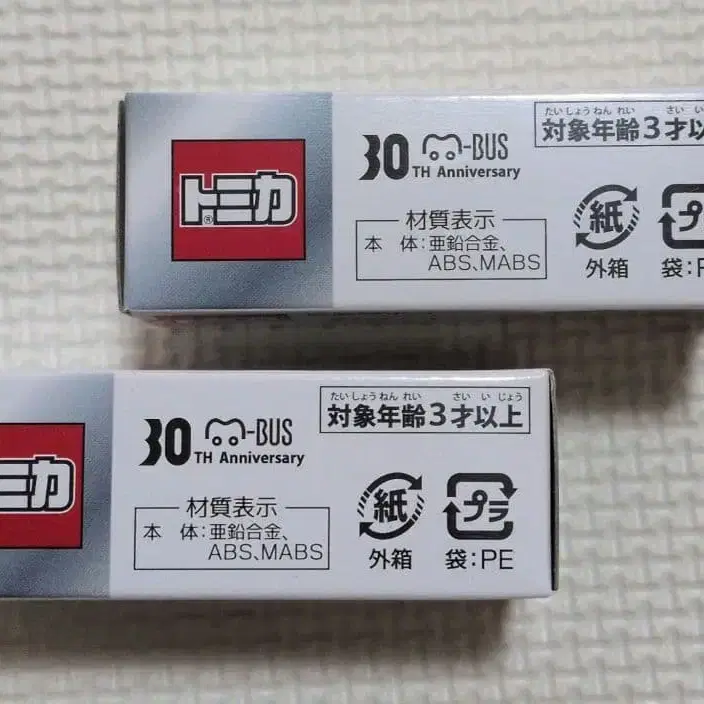 トミカ
®
30 m-BUS
TH Anniversary
材質表示
本 体:亜鉛合金、
ABS、MABS
たいしょうねんれい さい い
対象年齢3才以
紙
外箱
プ
袋:P
ミカ
30 m-BUS
TH Anniversary
材質表示
本 体:亜鉛合金、
ABS、MABS
たいしょうねんれい さい い じょう
対象年齢3才以上
紙
外箱
プラ
袋:PE